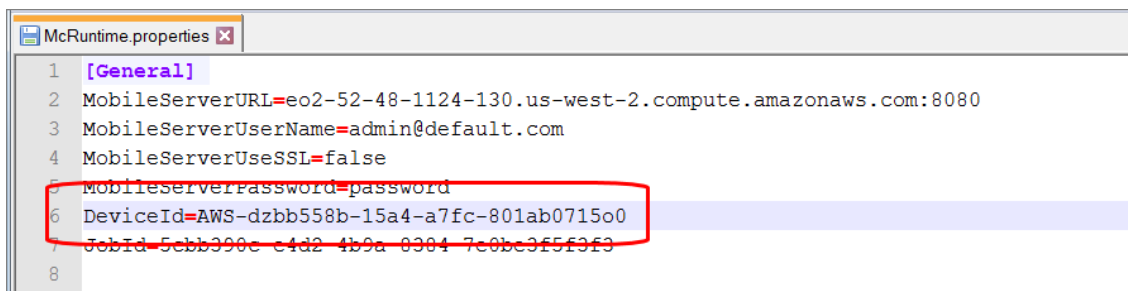 McRuntime.properties
1 [General]
2 MobileServerURL=eo2-52-48-1124-130.us-west-2.compute.amazonaws.com:8080
3 MobileServerUserName=admin@default.com
4 MobileServerUseSSL=false
5 MobileServerPassword=password
6 DeviceId=AWS-dzbb558b-15a4-a7fc-801ab0715o0
7 JobId=5cbb390c-c4d2-4b9a-8384-7c0bc3f5f3f3
8